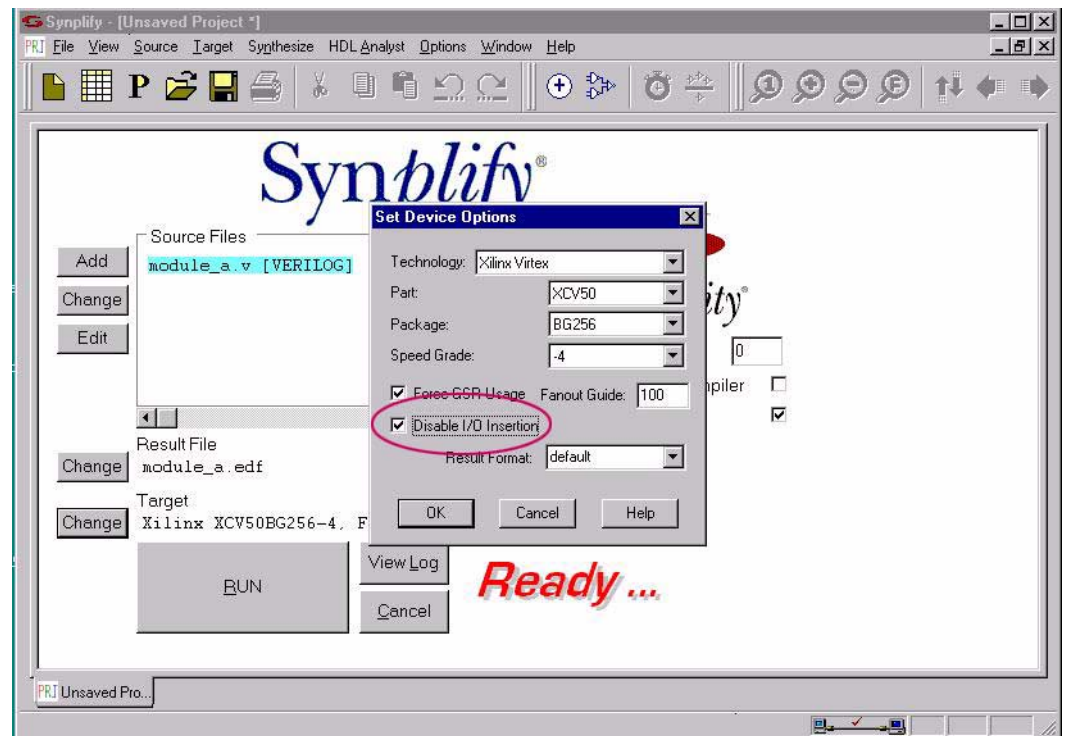 Synplify - [Unsaved Project *]
PRJ File View Source Target Synthesize HDL Analyst Options Window Help
P 1 F
Synplify®
Set Device Options
Source Files
Add
module_a.v [VERILOG]
Technology: Xilinx Virtex
Change
Part: XCV50
ity®
Package: BG256
Edit
Speed Grade: -4
0
Force GSR Usage Fanout Guide: 100
npiler
Disable I/O Insertion
Result File
Result Format: default
Change module_a.edf
Target
Change Xilinx XCV50BG256-4, F
OK Cancel Help
RUN
View Log
Ready ...
Cancel
PRJ Unsaved Pro...